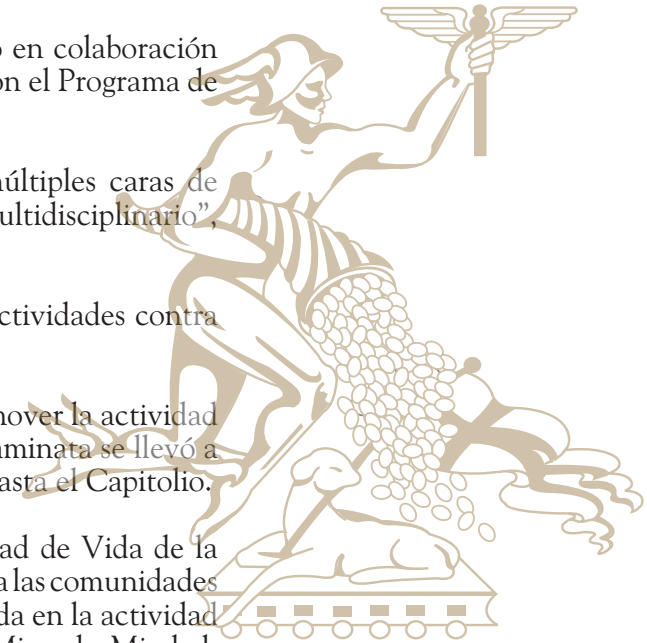 en colaboración
on el Programa de
últiples caras de
ultidisciplinario”,
ctividades contra
nover la actividad
aminata se llevó a
asta el Capitolio.
ad de Vida de la
a las comunidades
da en la actividad